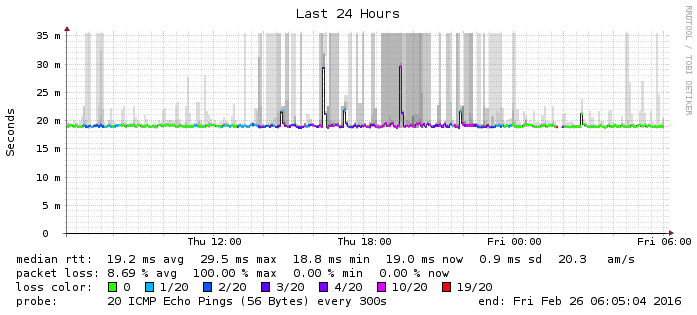 Last 24 Hours
RRDTOOL / TOBI OETIKER
Seconds
35 m
30 m
25 m
20 m
15 m
10 m
5 m
0
Thu 12:00 Thu 18:00 Fri 00:00 Fri 06:00
median rtt: 19.2 ms avg 29.5 ms max 18.8 ms min 19.0 ms now 0.9 ms sd 20.3 am/s
packet loss: 8.69 % avg 100.00 % max 0.00 % min 0.00 % now
loss color: 0 1/20 2/20 3/20 4/20 10/20 19/20
probe: 20 ICMP Echo Pings (56 Bytes) every 300s end: Fri Feb 26 06:05:04 2016